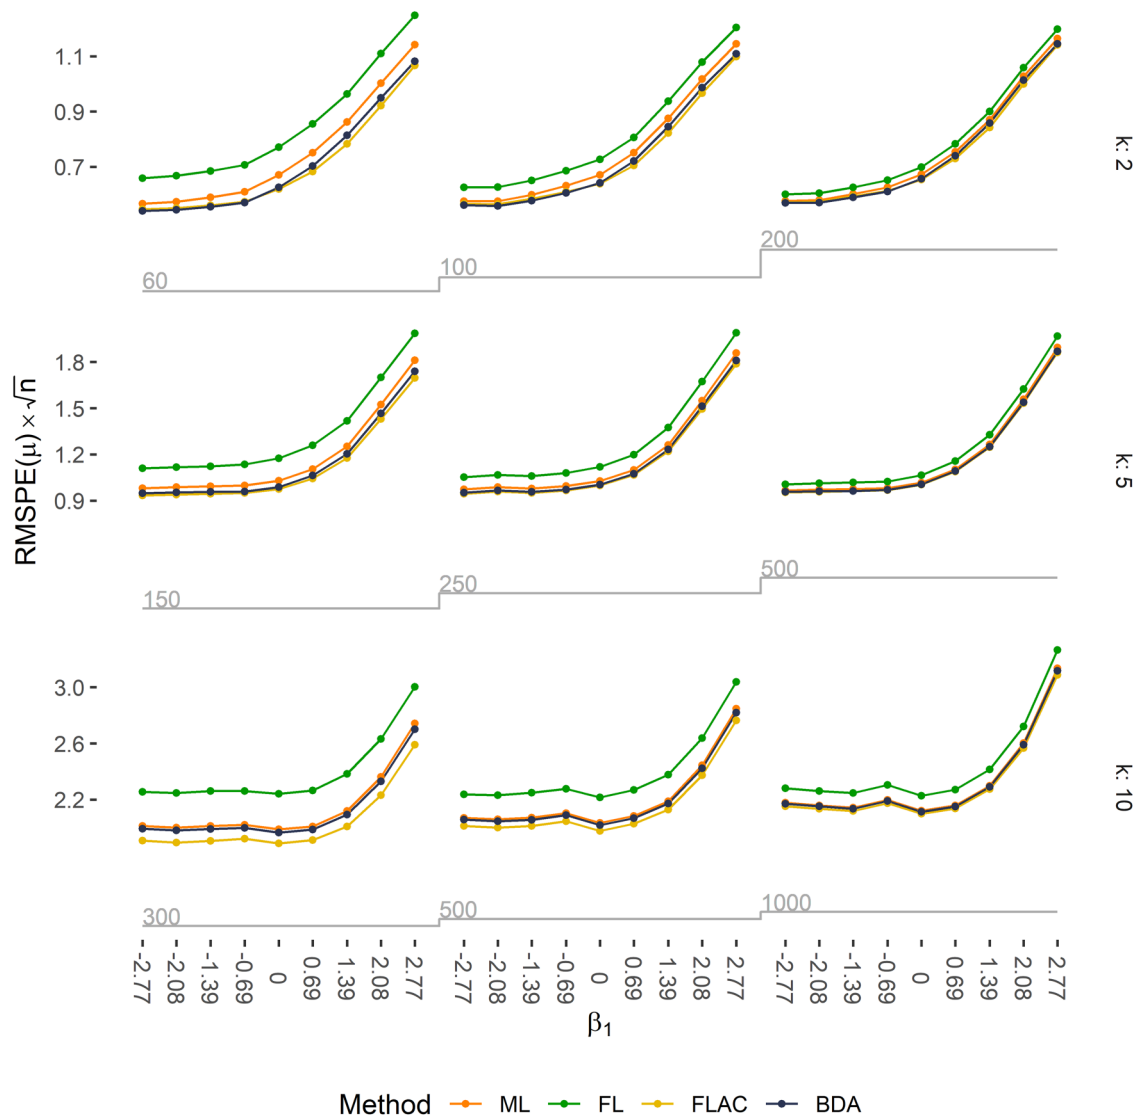 1.1
0.9
0.7
60
100
200
k: 2
RMSPE(μ) × √n
1.8
1.5
1.2
0.9
150
250
500
k: 5
3.0
2.6
2.2
300
500
1000
k: 10
-2.77 -2.08 -1.39 -0.69 0 0.69 1.39 2.08 2.77 -2.77 -2.08 -1.39 -0.69 0 0.69 1.39 2.08 2.77 -2.77 -2.08 -1.39 -0.69 0 0.69 1.39 2.08 2.77
β₁
Method ML FL FLAC BDA